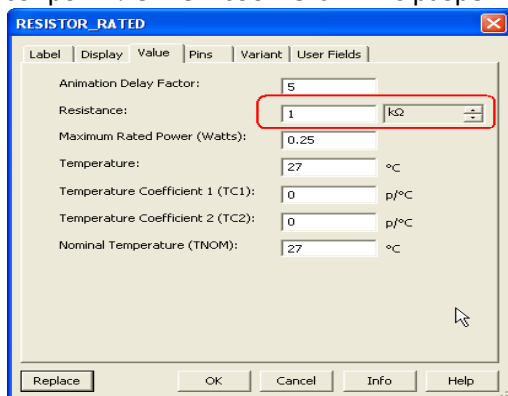 RESISTOR_RATED
Label Display Value Pins Variant User Fields
Animation Delay Factor: 5
Resistance: 1 kΩ
Maximum Rated Power (Watts): 0.25
Temperature: 27 °C
Temperature Coefficient 1 (TC1): 0 p/°C
Temperature Coefficient 2 (TC2): 0 p/°C
Nominal Temperature (TNOM): 27 °C
Replace OK Cancel Info Help